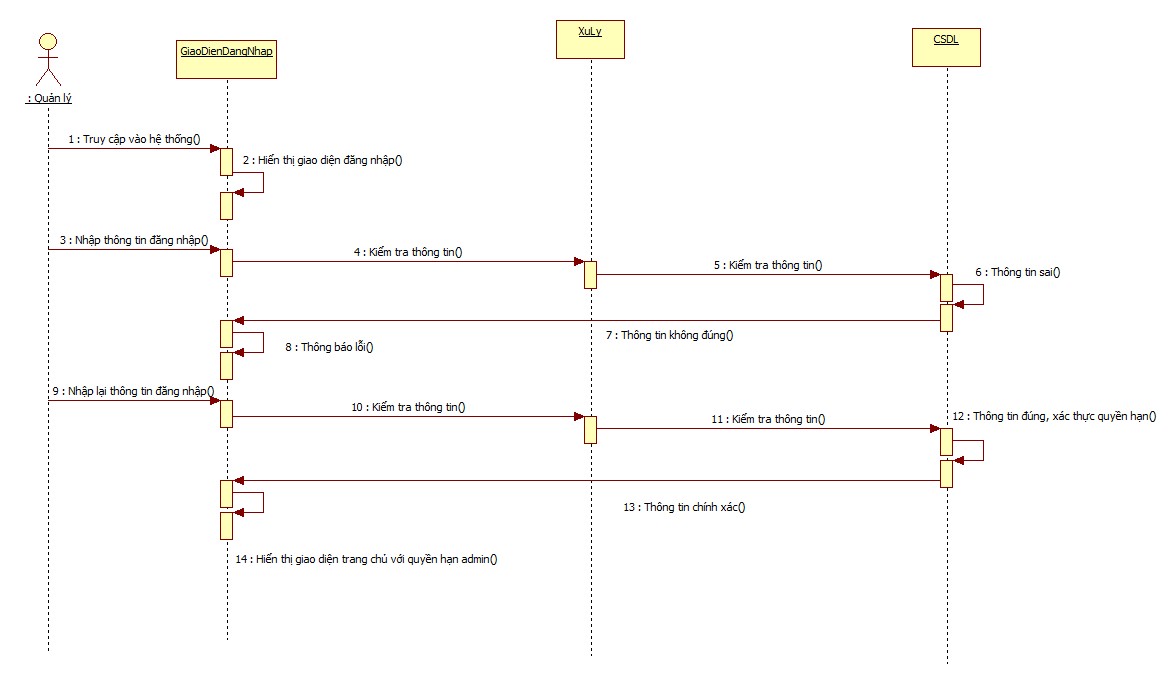 XuLy
CSDL
GiaoDienDangNhap
: Quản lý
1 : Truy cập vào hệ thống()
2 : Hiển thị giao diện đăng nhập()
3 : Nhập thông tin đăng nhập()
4 : Kiểm tra thông tin()
5 : Kiểm tra thông tin()
6 : Thông tin sai()
7 : Thông tin không đúng()
8 : Thông báo lỗi()
9 : Nhập lại thông tin đăng nhập()
10 : Kiểm tra thông tin()
11 : Kiểm tra thông tin()
12 : Thông tin đúng, xác thực quyền hạn()
13 : Thông tin chính xác()
14 : Hiển thị giao diện trang chủ với quyền hạn admin()